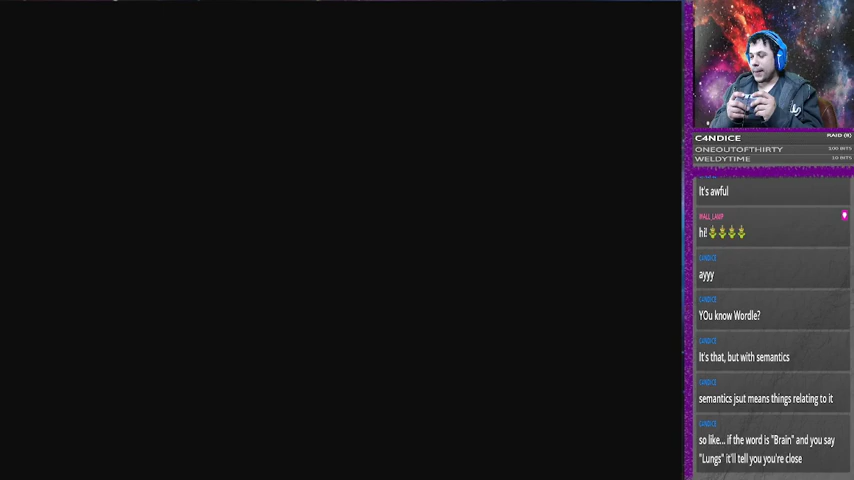 C4NDICE RAID (8)
ONEOUTOFTHIRTY 100 BITS
WELDYTIME 10 BITS
It's awful
WALL_LAMP
hi!
C4NDICE
ayyy
C4NDICE
YOu know Wordle?
C4NDICE
It's that, but with semantics
C4NDICE
semantics jsut means things relating to it
C4NDICE
so like... if the word is "Brain" and you say
"Lungs" it'll tell you you're close